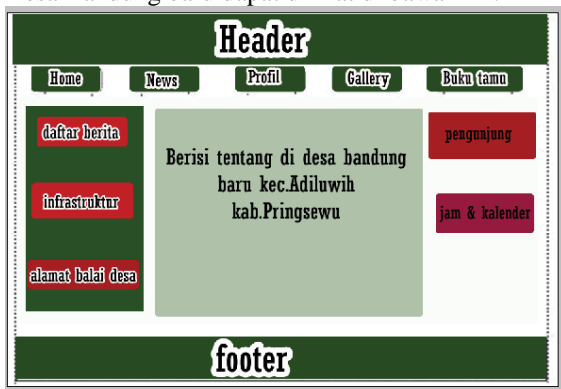 Header
Home News Profil Gallery Buku tamu
daftar berita
infrastruktur
alamat balai desa
Berisi tentang di desa bandung
baru kec.Adiluwih
kab.Pringsewu
pengunjung
jam & kalender
footer